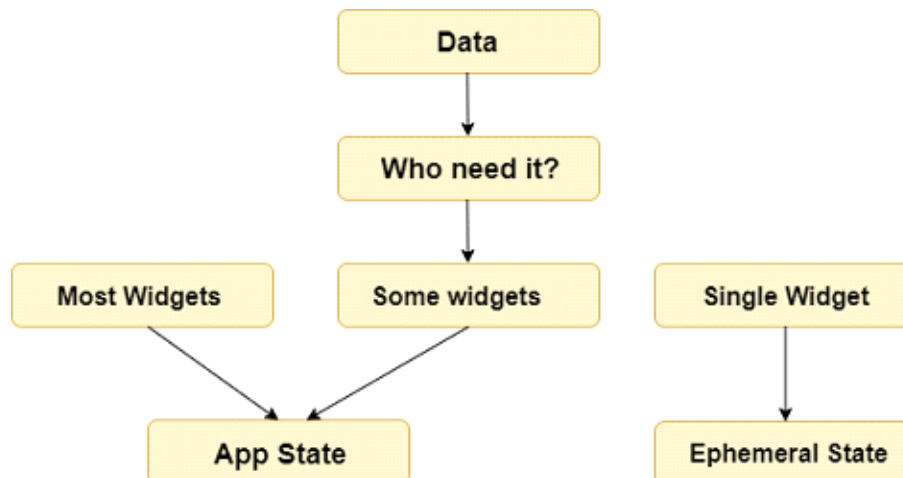 Data
Who need it?
Most Widgets
Some widgets
Single Widget
App State
Ephemeral State